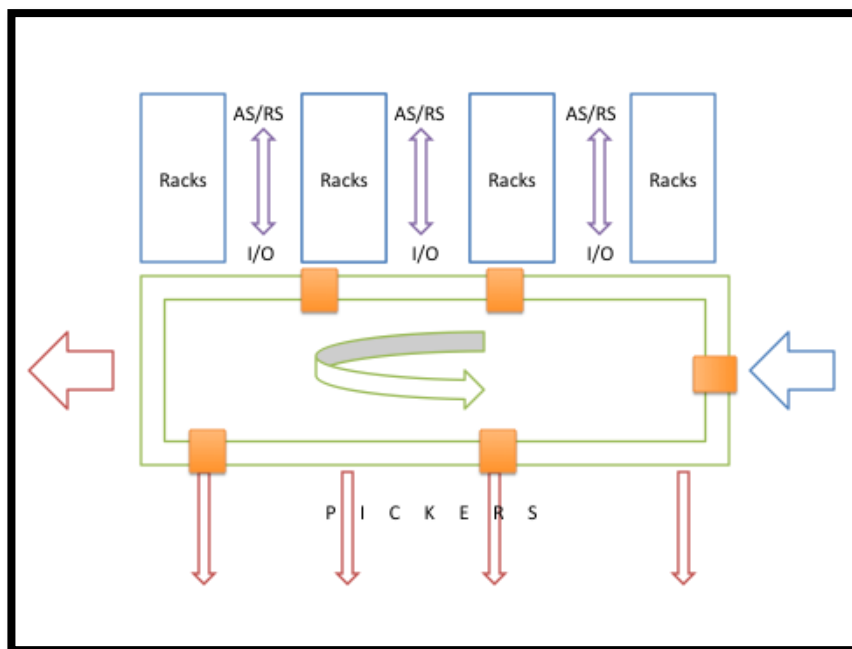 AS/RS AS/RS AS/RS
Racks Racks Racks Racks
I/O I/O I/O
P I C K E R S